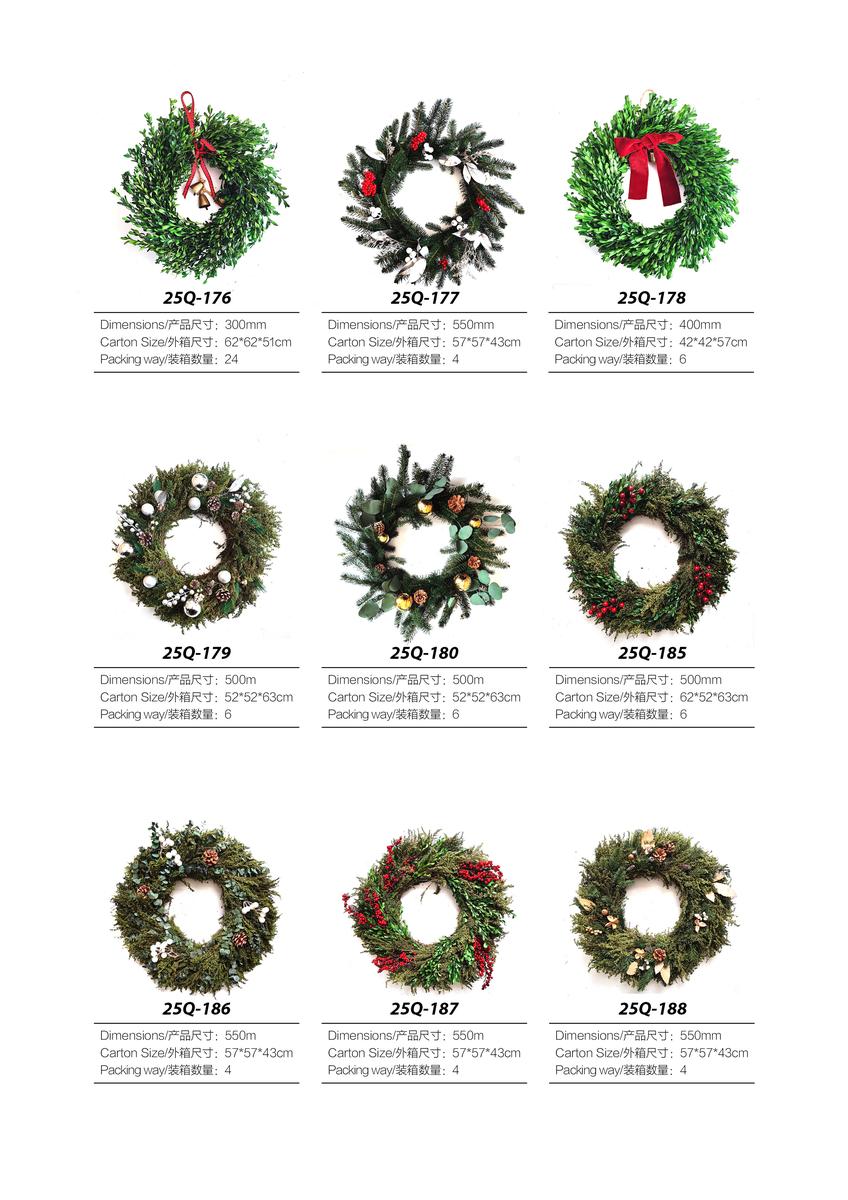 25Q-176
Dimensions/产品尺寸：300mm
Carton Size/外箱尺寸：62*62*51cm
Packing way/装箱数量：24
25Q-177
Dimensions/产品尺寸：550mm
Carton Size/外箱尺寸：57*57*43cm
Packing way/装箱数量：4
25Q-178
Dimensions/产品尺寸：400mm
Carton Size/外箱尺寸：42*42*57cm
Packing way/装箱数量：6
25Q-179
Dimensions/产品尺寸：500m
Carton Size/外箱尺寸：52*52*63cm
Packing way/装箱数量：6
25Q-180
Dimensions/产品尺寸：500m
Carton Size/外箱尺寸：52*52*63cm
Packing way/装箱数量：6
25Q-185
Dimensions/产品尺寸：500mm
Carton Size/外箱尺寸：62*52*63cm
Packing way/装箱数量：6
25Q-186
Dimensions/产品尺寸：550m
Carton Size/外箱尺寸：57*57*43cm
Packing way/装箱数量：4
25Q-187
Dimensions/产品尺寸：550m
Carton Size/外箱尺寸：57*57*43cm
Packing way/装箱数量：4
25Q-188
Dimensions/产品尺寸：550mm
Carton Size/外箱尺寸：57*57*43cm
Packing way/装箱数量：4